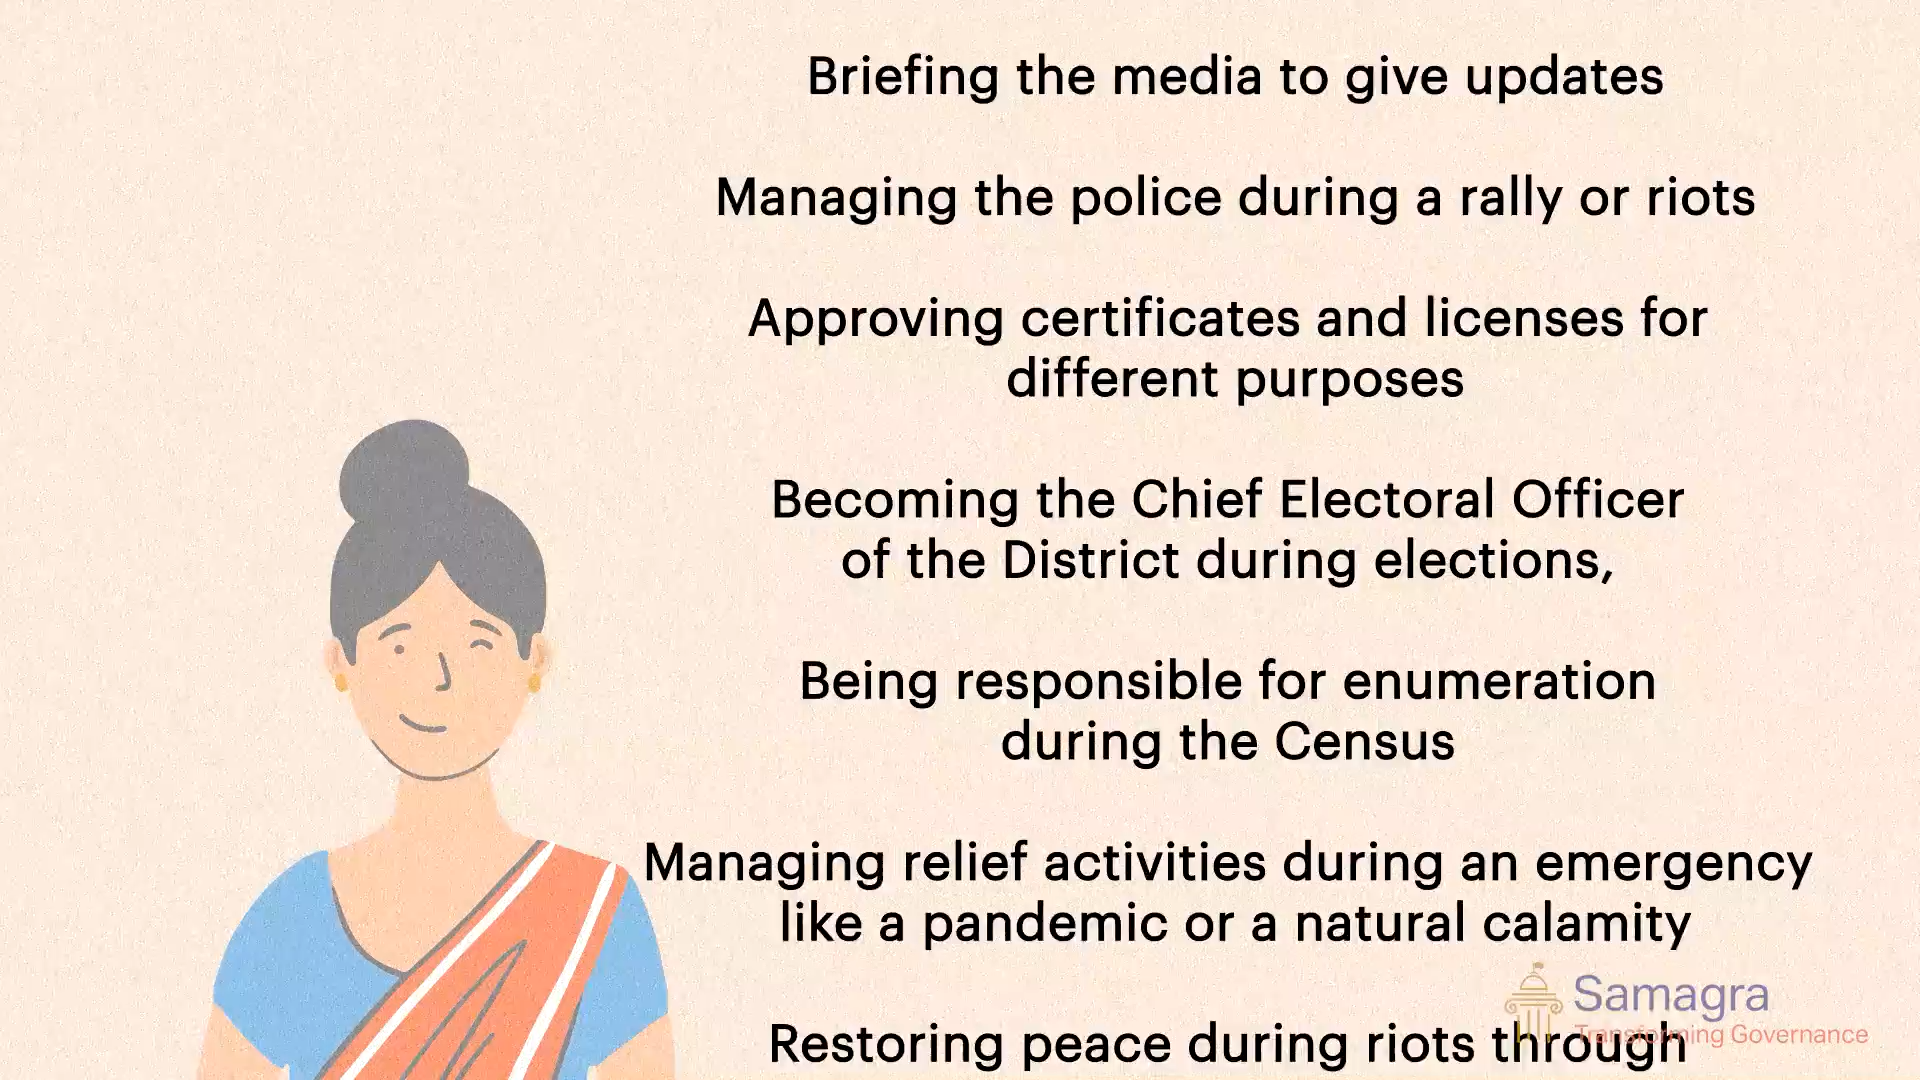 Briefing the media to give updates
Managing the police during a rally or riots
Approving certificates and licenses for
different purposes
Becoming the Chief Electoral Officer
of the District during elections,
Being responsible for enumeration
during the Census
Managing relief activities during an emergency
like a pandemic or a natural calamity
Samagra
Transforming Governance
Restoring peace during riots through